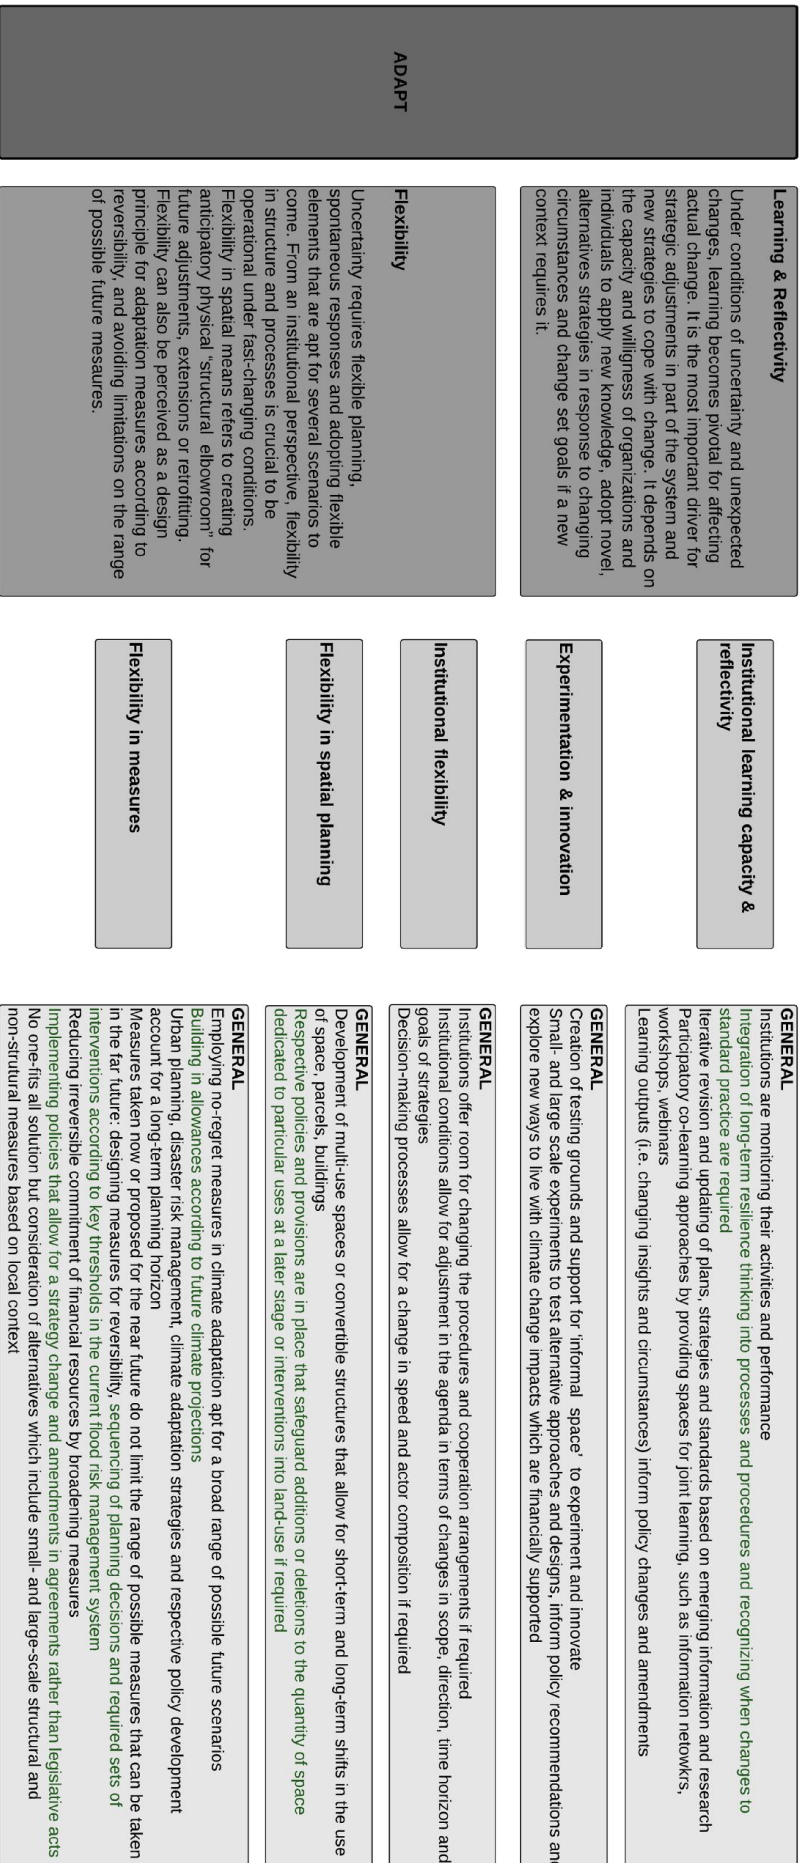 ADAPT
Learning & Reflectivity
Under conditions of uncertainty and unexpected
changes, learning becomes pivotal for affecting
actual change. It is the most important driver for
strategic adjustments in part of the system and
new strategies to cope with change. It depends on
the capacity and willigness of organizations and
individuals to apply new knowledge, adopt novel,
alternatives strategies in response to changing
circumstances and change set goals if a new
context requires it.
Flexibility
Uncertainty requires flexible planning,
spontaneous responses and adopting flexible
elements that are apt for several scenarios to
come. From an institutional perspective, flexibility
in structure and processes is crucial to be
operational under fast-changing conditions.
Flexibility in spatial means refers to creating
anticipatory physical “structural elbowroom” for
future adjustments, extensions or retrofitting.
Flexibility can also be perceived as a design
principle for adaptation measures according to
reversibility, and avoiding limitations on the range
of possible future mesaures.
Institutional learning capacity &
reflectivity
Experimentation & innovation
Institutional flexibility
Flexibility in spatial planning
Flexibility in measures
GENERAL
Institutions are monitoring their activities and performance
Integration of long-term resilience thinking into processes and procedures and recognizing when changes to
standard practice are required
Iterative revision and updating of plans, strategies and standards based on emerging information and research
Participatory co-learning approaches by providing spaces for joint learning, such as information netowkrs,
workshops, webinars
Learning outputs (i.e. changing insights and circumstances) inform policy changes and amendments
GENERAL
Creation of testing grounds and support for ‘informal space’ to experiment and innovate
Small- and large scale experiments to test alternative approaches and designs, inform policy recommendations and
explore new ways to live with climate change impacts which are financially supported
GENERAL
Institutions offer room for changing the procedures and cooperation arrangements if required
Institutional conditions allow for adjustment in the agenda in terms of changes in scope, direction, time horizon and
goals of strategies
Decision-making processes allow for a change in speed and actor composition if required
GENERAL
Development of multi-use spaces or convertible structures that allow for short-term and long-term shifts in the use
of space, parcels, buildings
Respective policies and provisions are in place that safeguard additions or deletions to the quantity of space
dedicated to particular uses at a later stage or interventions into land-use if required
GENERAL
Employing no-regret measures in climate adaptation apt for a broad range of possible future scenarios
Building in allowances according to future climate projections
Urban planning, disaster risk management, climate adaptation strategies and respective policy development
account for a long-term planning horizon
Measures taken now or proposed for the near future do not limit the range of possible measures that can be taken
in the far future: designing measures for reversibility, sequencing of planning decisions and required sets of
interventions according to key thresholds in the current flood risk management system
Reducing irreversible commitment of financial resources by broadening measures
Implementing policies that allow for a strategy change and amendments in agreements rather than legislative acts
No one-fits all solution but consideration of alternatives which include small- and large-scale structural and
non-strutural measures based on local context